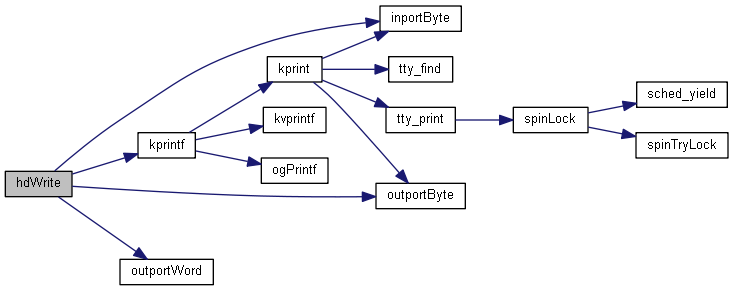 inportByte
kprint
tty_find
sched_yield
kvprintf
tty_print
spinLock
kprintf
spinTryLock
ogPrintf
hdWrite
outportByte
outportWord